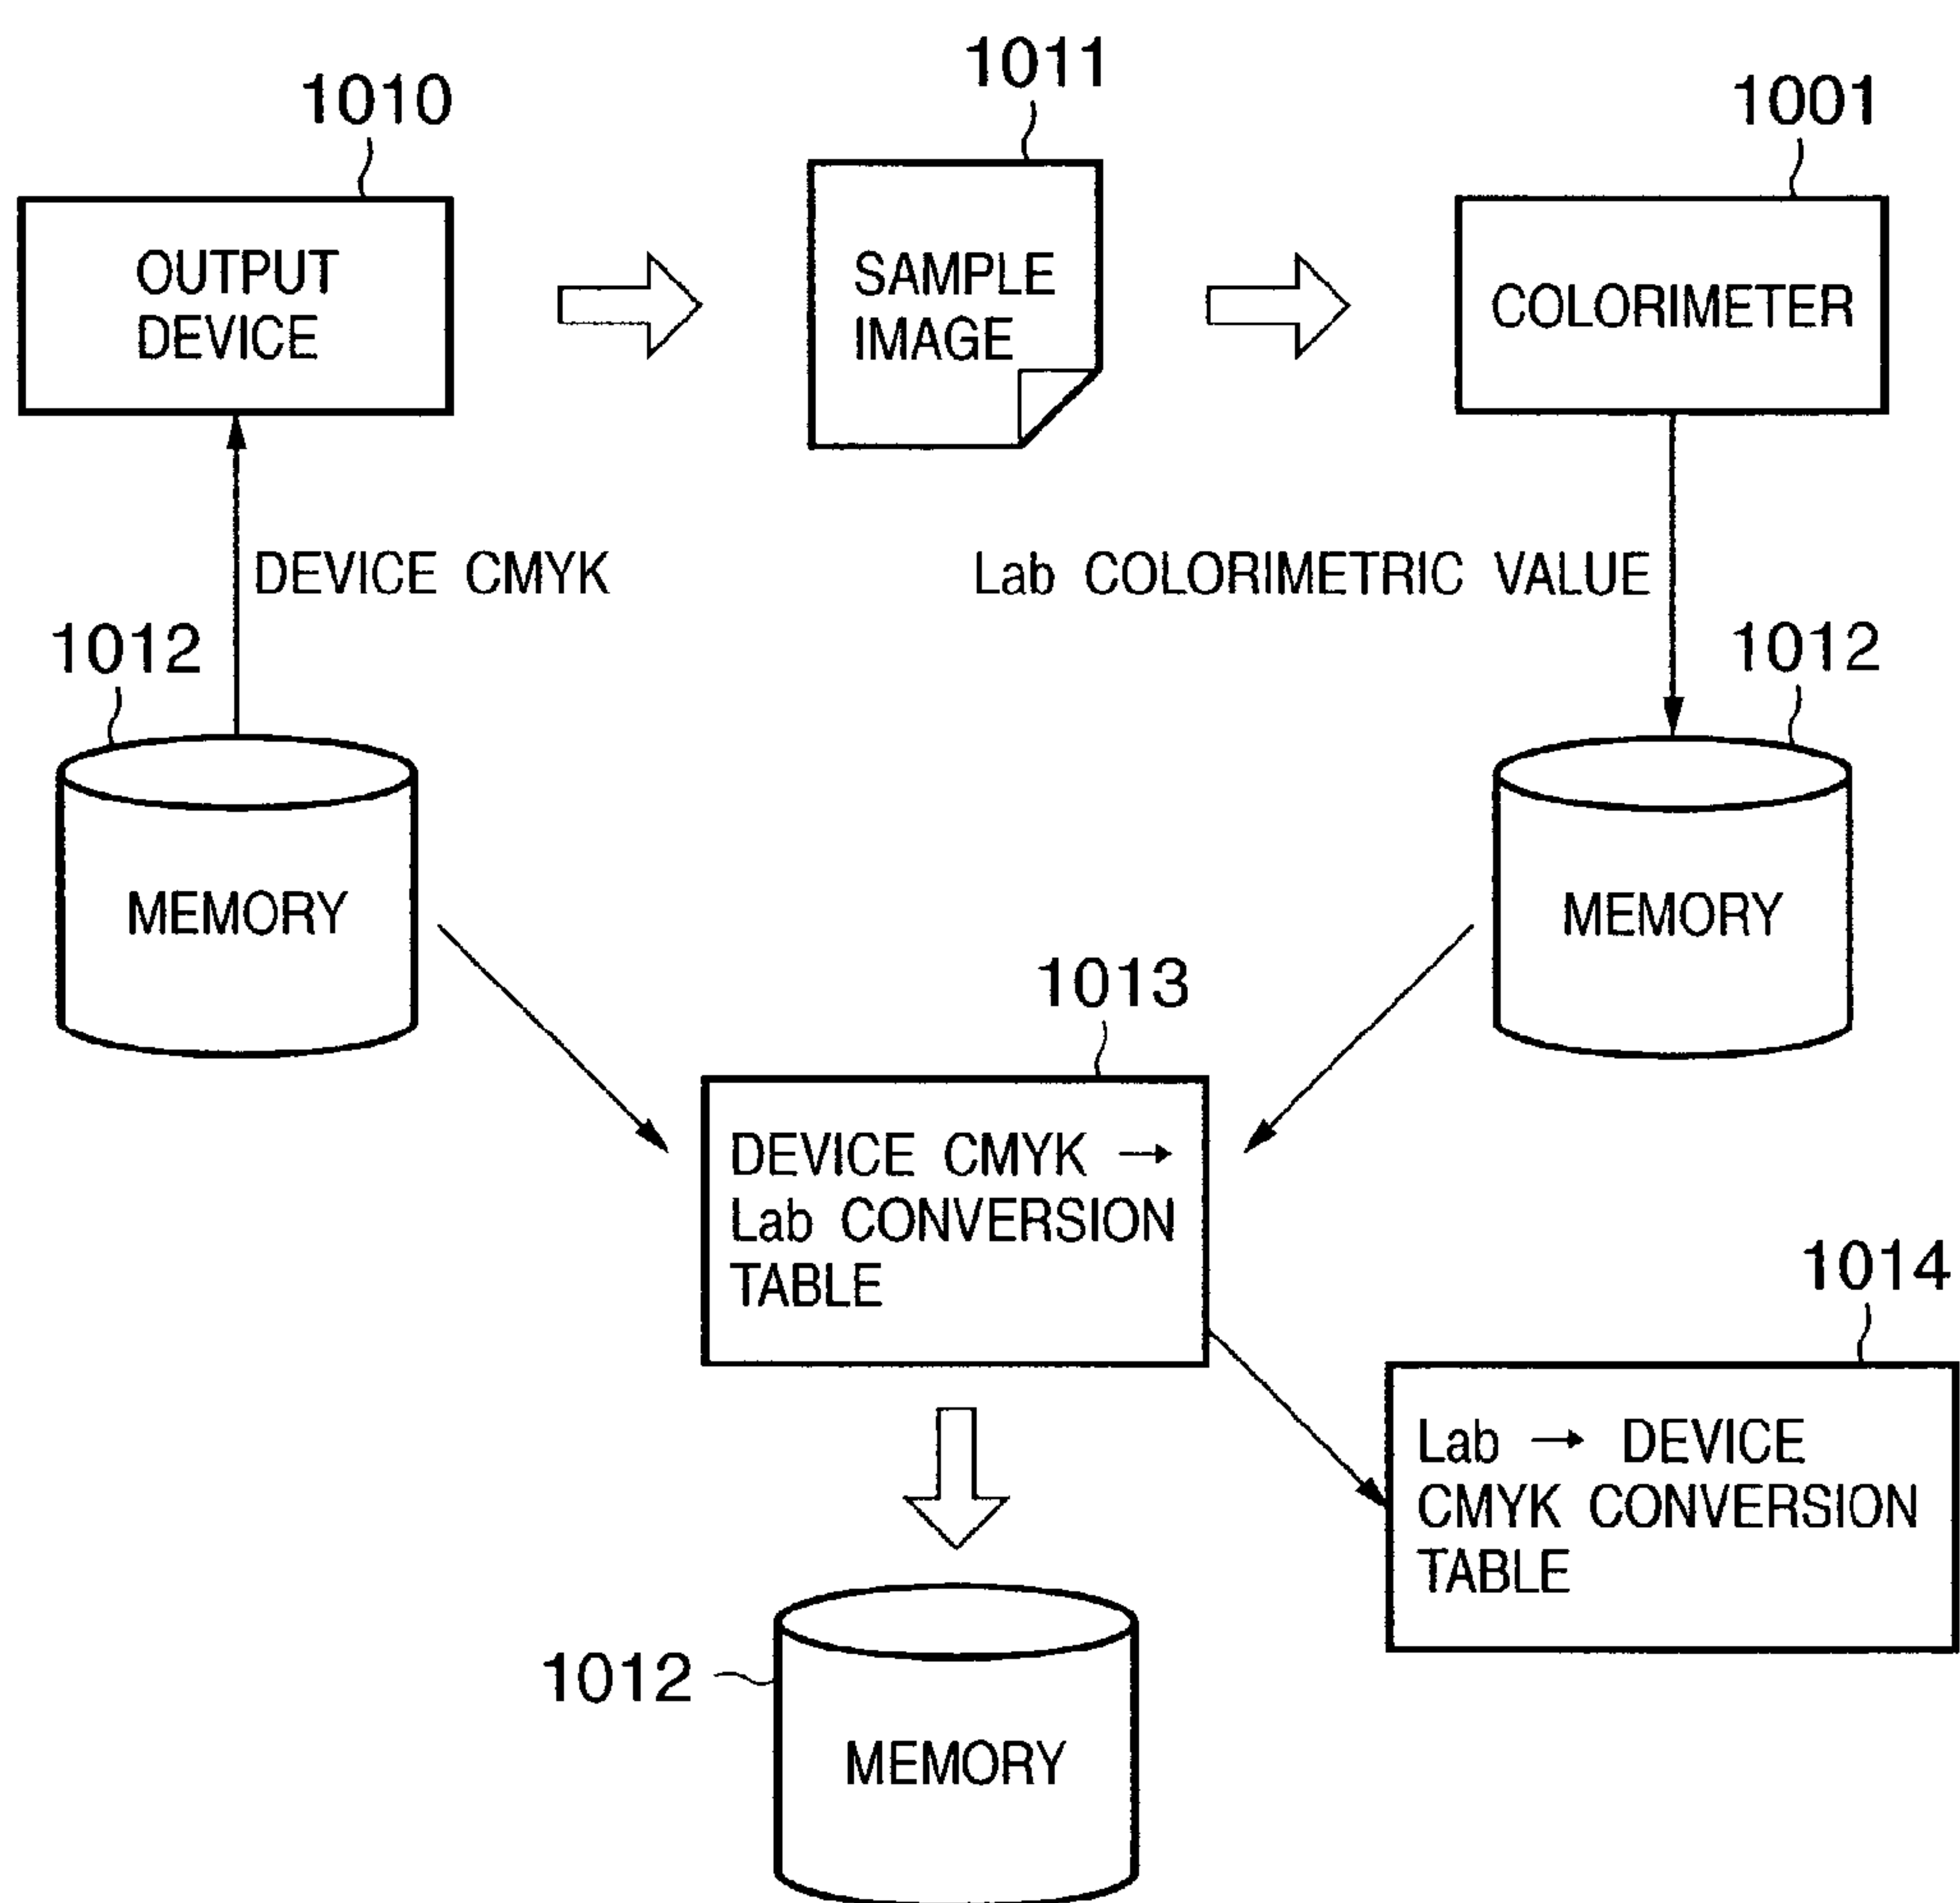 1010
1011
1001
OUTPUT
DEVICE
SAMPLE
IMAGE
COLORIMETER
DEVICE CMYK
Lab COLORIMETRIC VALUE
1012
1012
MEMORY
MEMORY
1013
DEVICE CMYK →
Lab CONVERSION
TABLE
1014
Lab → DEVICE
CMYK CONVERSION
TABLE
1012
MEMORY